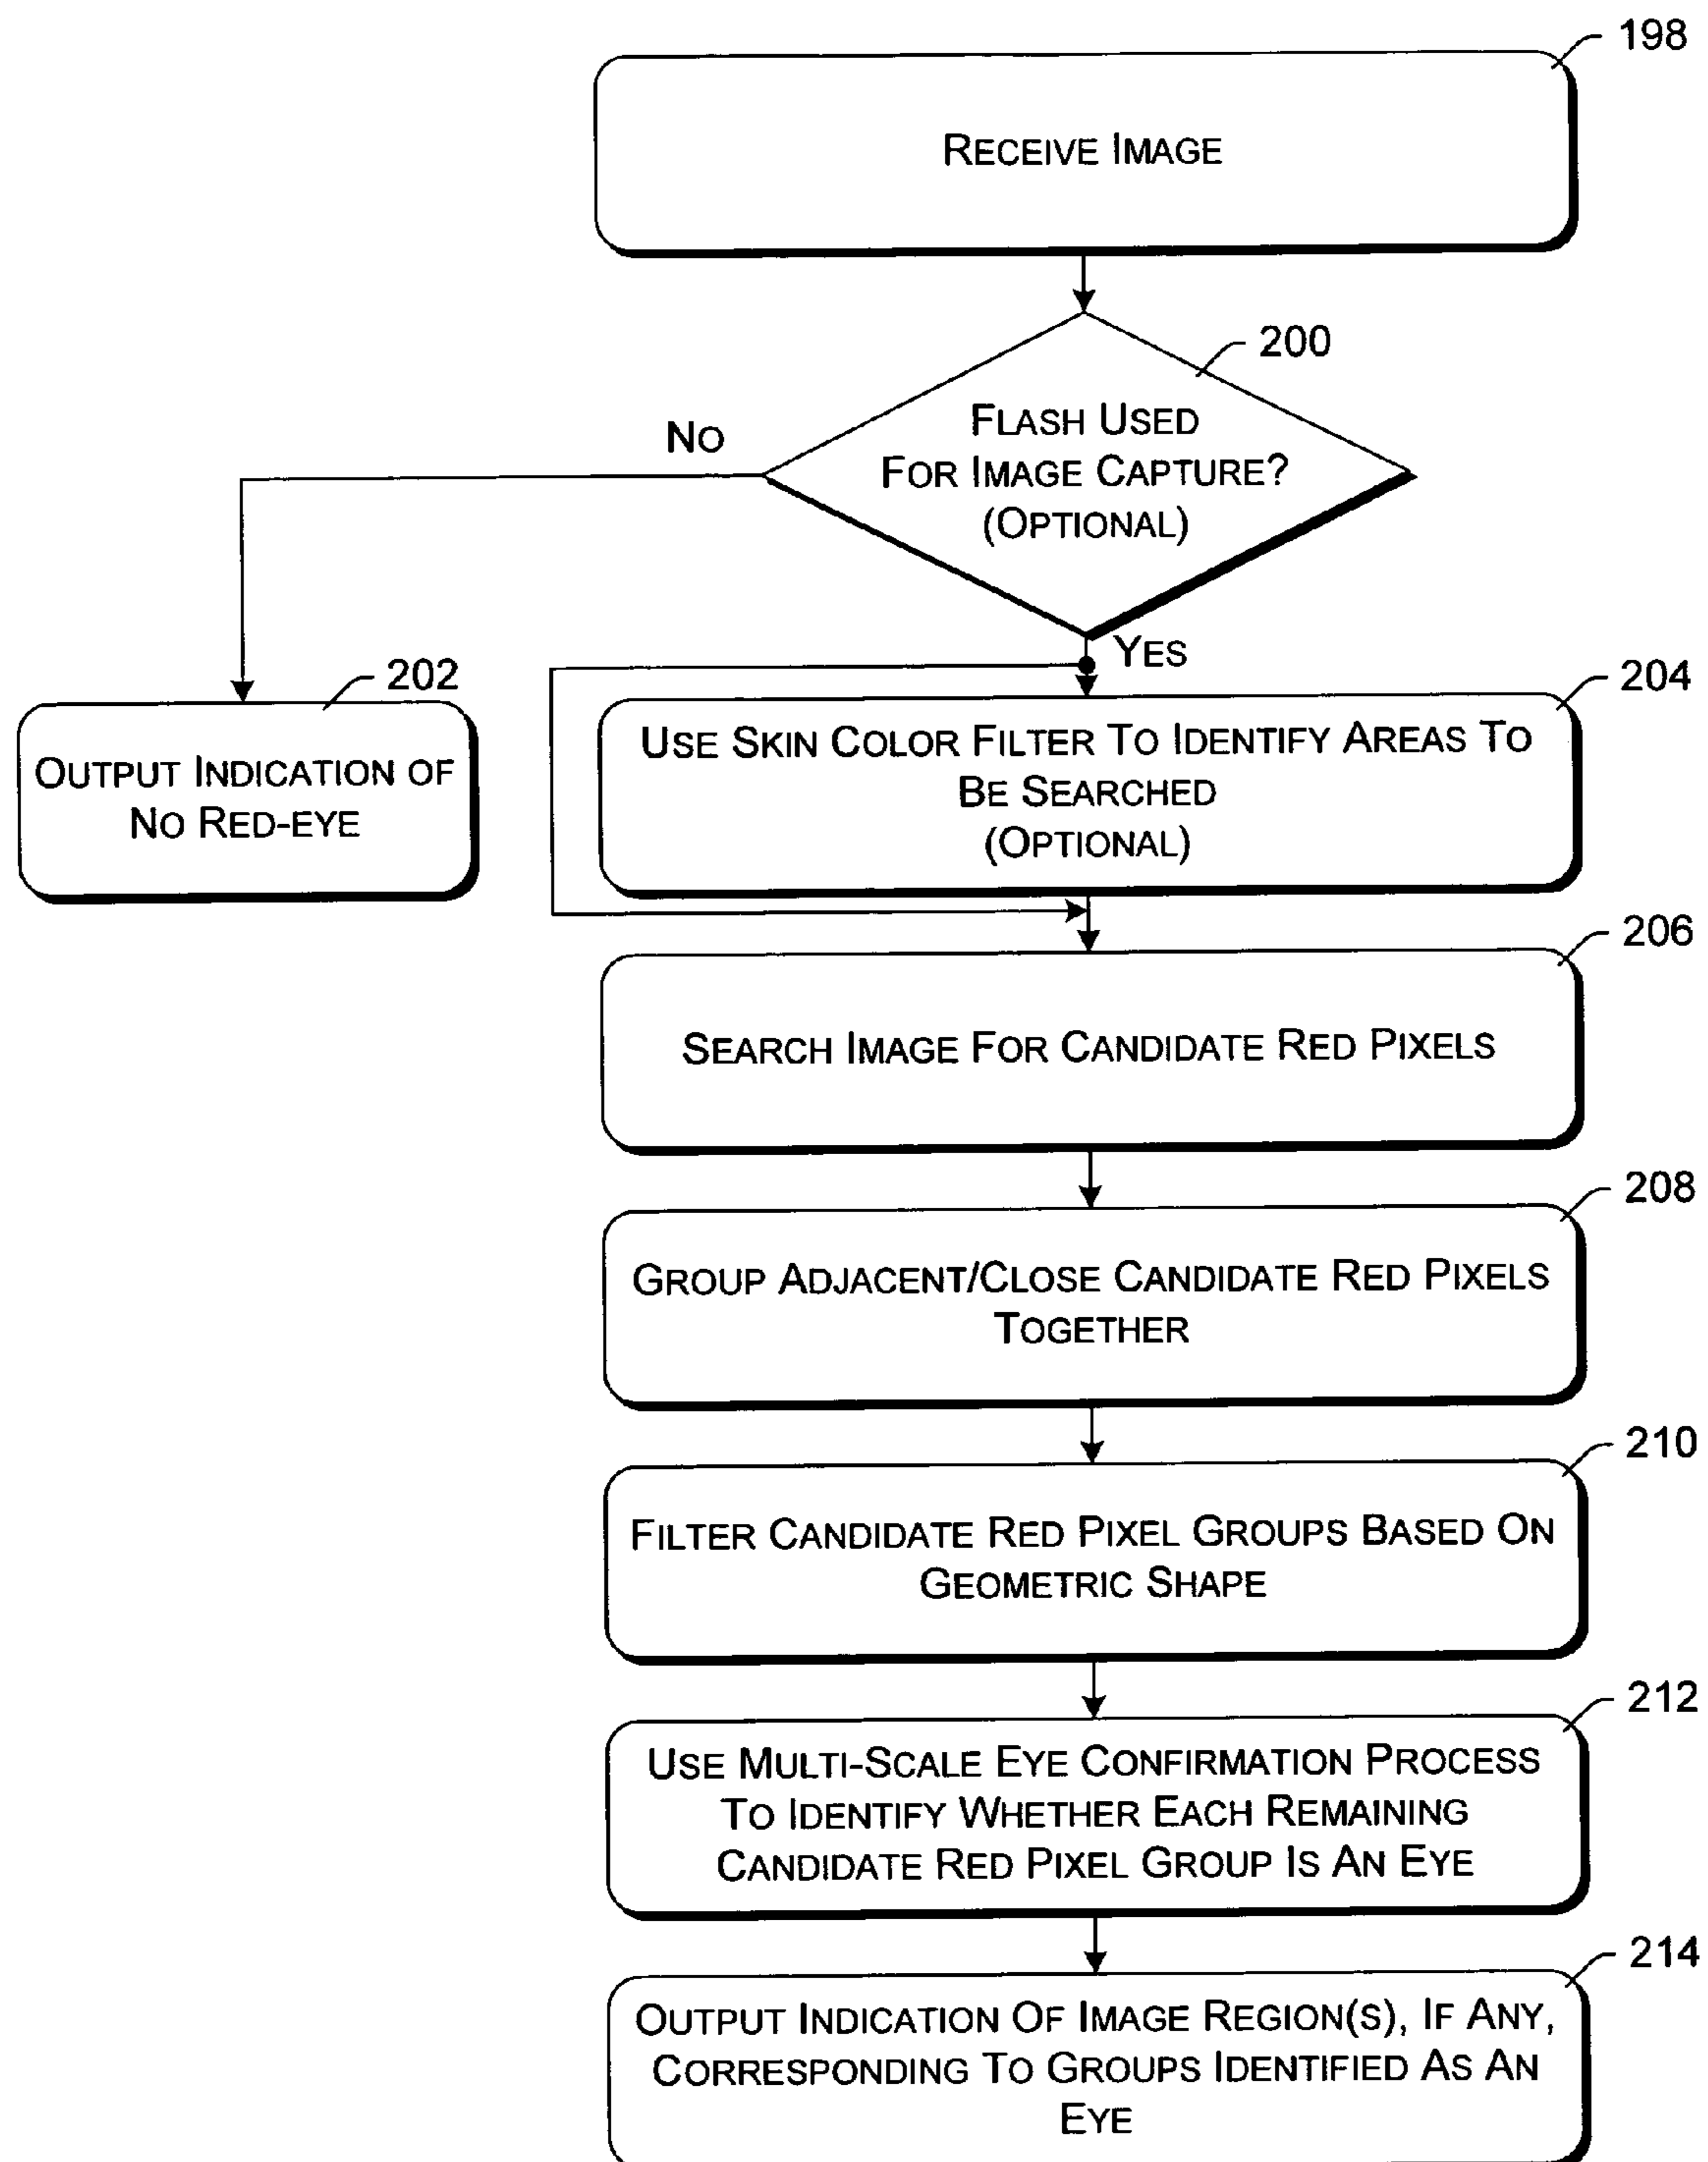 198
RECEIVE IMAGE
200
FLASH USED
FOR IMAGE CAPTURE?
(OPTIONAL)
NO
YES
202
OUTPUT INDICATION OF
NO RED-EYE
204
USE SKIN COLOR FILTER TO IDENTIFY AREAS TO
BE SEARCHED
(OPTIONAL)
206
SEARCH IMAGE FOR CANDIDATE RED PIXELS
208
GROUP ADJACENT/CLOSE CANDIDATE RED PIXELS
TOGETHER
210
FILTER CANDIDATE RED PIXEL GROUPS BASED ON
GEOMETRIC SHAPE
212
USE MULTI-SCALE EYE CONFIRMATION PROCESS
TO IDENTIFY WHETHER EACH REMAINING
CANDIDATE RED PIXEL GROUP IS AN EYE
214
OUTPUT INDICATION OF IMAGE REGION(S), IF ANY,
CORRESPONDING TO GROUPS IDENTIFIED AS AN
EYE